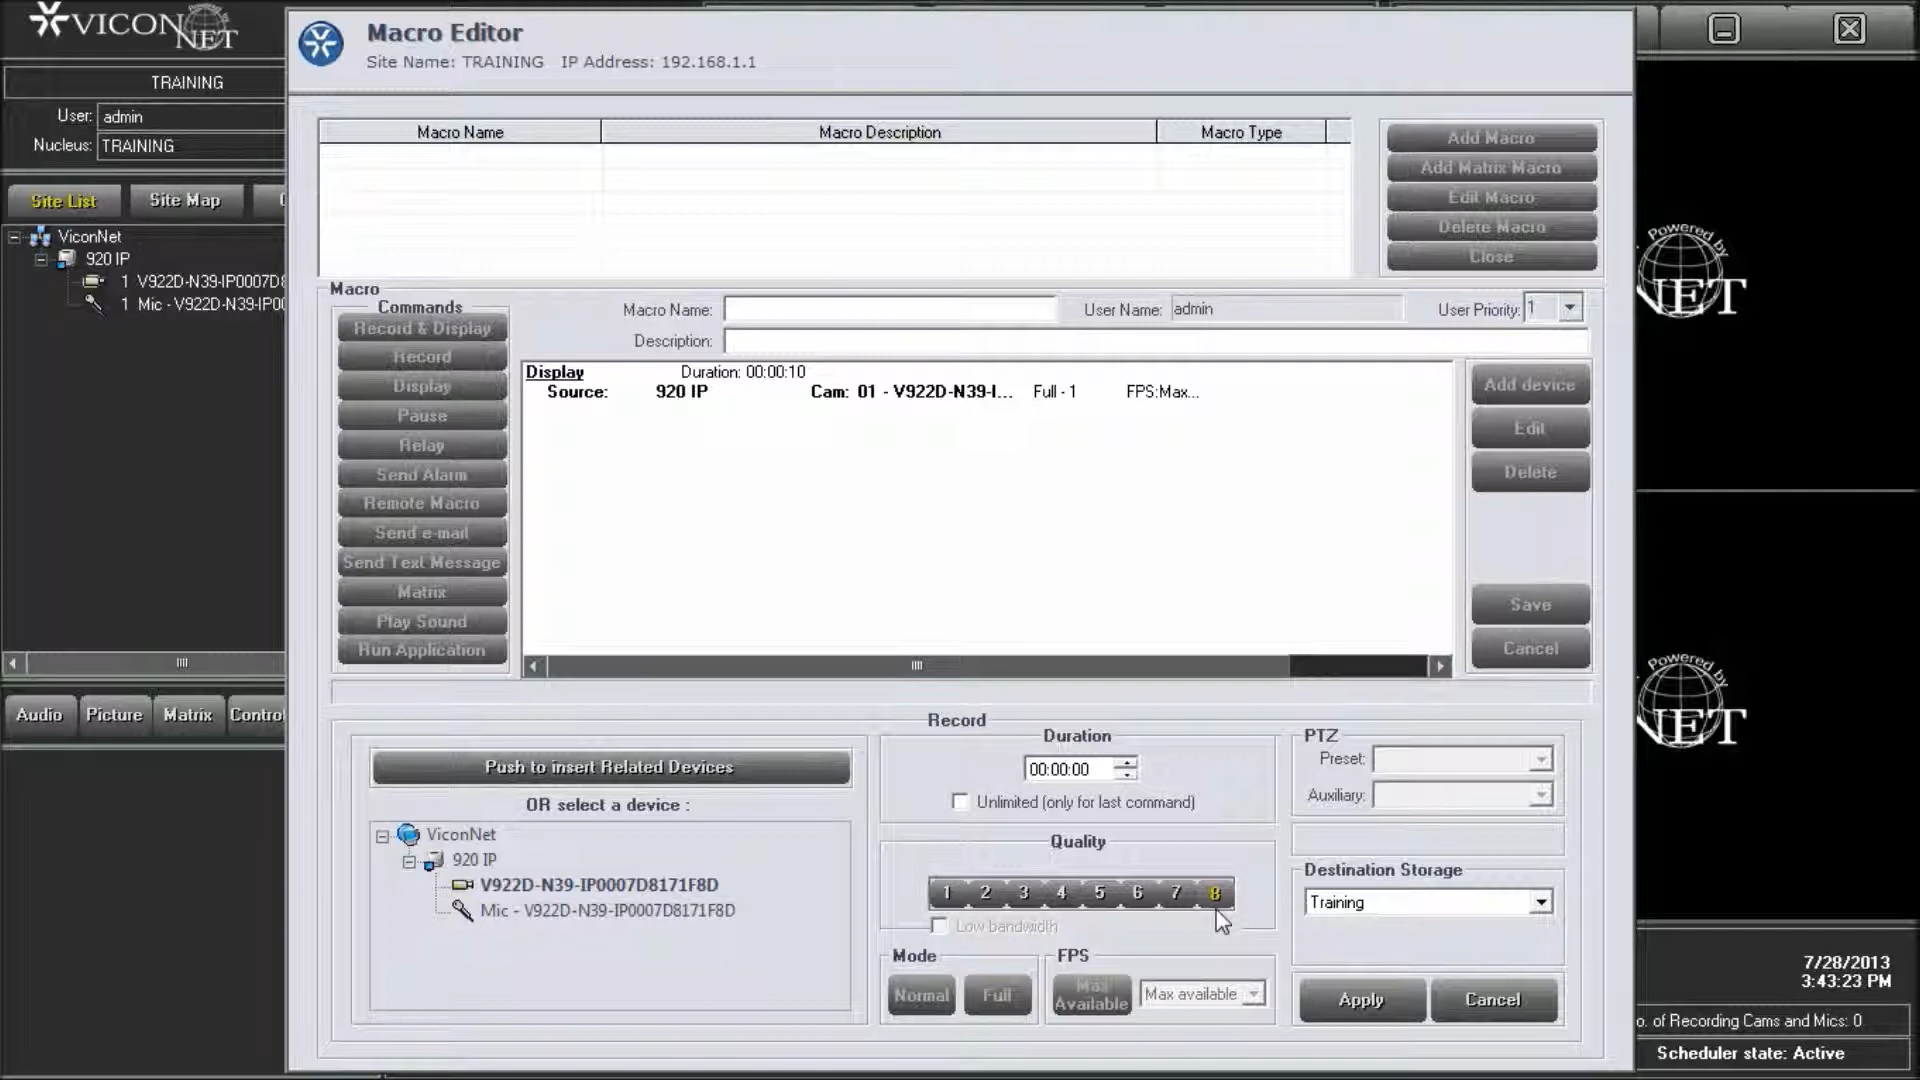 VICON NET
TRAINING
User: admin
Nucleus: TRAINING
Site List
Site Map
ViconNet
920 IP
1 V922D-N39-IP0007D8
1 Mic - V922D-N39-IP00
Audio
Picture
Matrix
Contro
Macro Editor
Site Name: TRAINING IP Address: 192.168.1.1
Macro Name
Macro Description
Macro Type
Add Macro
Add Matrix Macro
Edit Macro
Delete Macro
Close
Macro
Commands
Record & Display
Record
Display
Pause
Relay
Send Alarm
Remote Macro
Send e-mail
Send Text Message
Matrix
Play Sound
Run Application
Macro Name:
User Name: admin
User Priority: 1
Description:
Display Duration: 00:00:10
Source: 920 IP Cam: 01 - V922D-N39-I... Full - 1 FPS:Max...
Add device
Edit
Delete
Save
Cancel
Record
Push to insert Related Devices
OR select a device :
ViconNet
920 IP
V922D-N39-IP0007D8171F8D
Mic - V922D-N39-IP0007D8171F8D
Duration
00:00:00
Unlimited (only for last command)
Quality
1 2 3 4 5 6 7 8
Low bandwidth
Mode
Normal
Full
FPS
Max Available
Max available
PTZ
Preset:
Auxiliary:
Destination Storage
Training
Apply
Cancel
Powered by
NET
Powered by
NET
7/28/2013
3:43:23 PM
o. of Recording Cams and Mics: 0
Scheduler state: Active